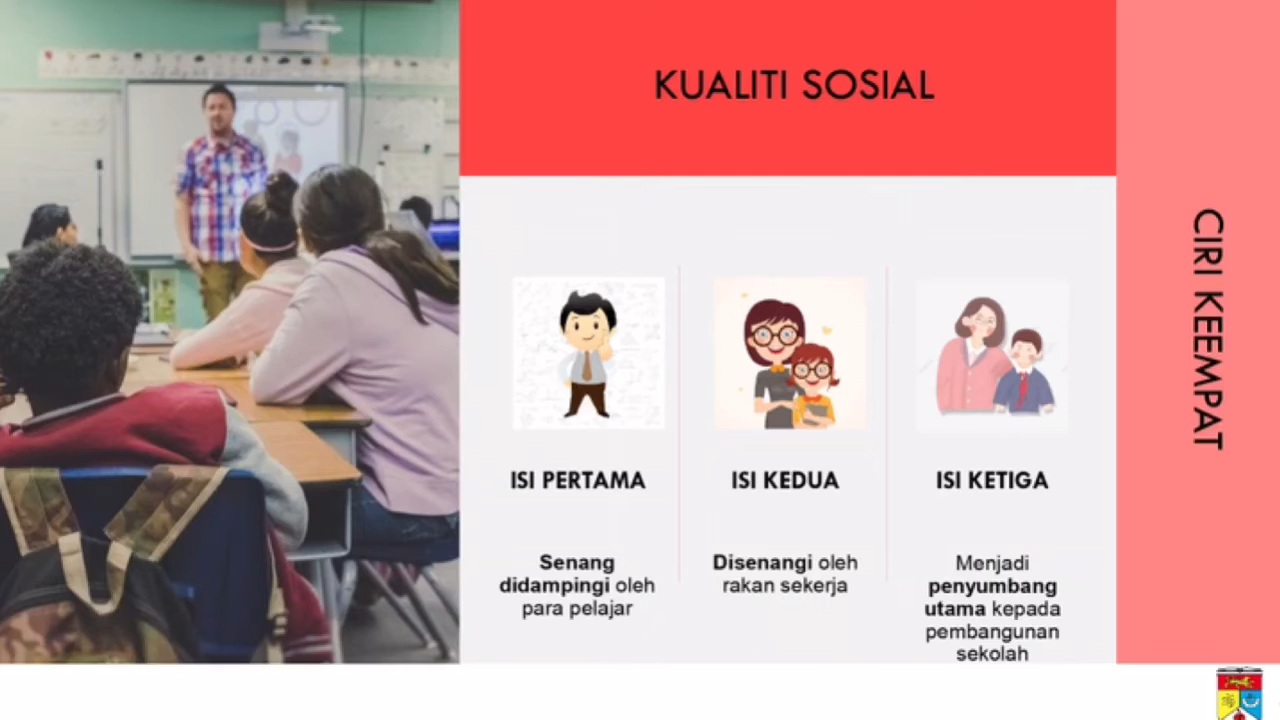 KUALITI SOSIAL
CIRI KEEMPAT
ISI PERTAMA
Senang
didampingi oleh
para pelajar
ISI KEDUA
Disenangi oleh
rakan sekerja
ISI KETIGA
Menjadi
penyumbang
utama kepada
pembangunan
sekolah